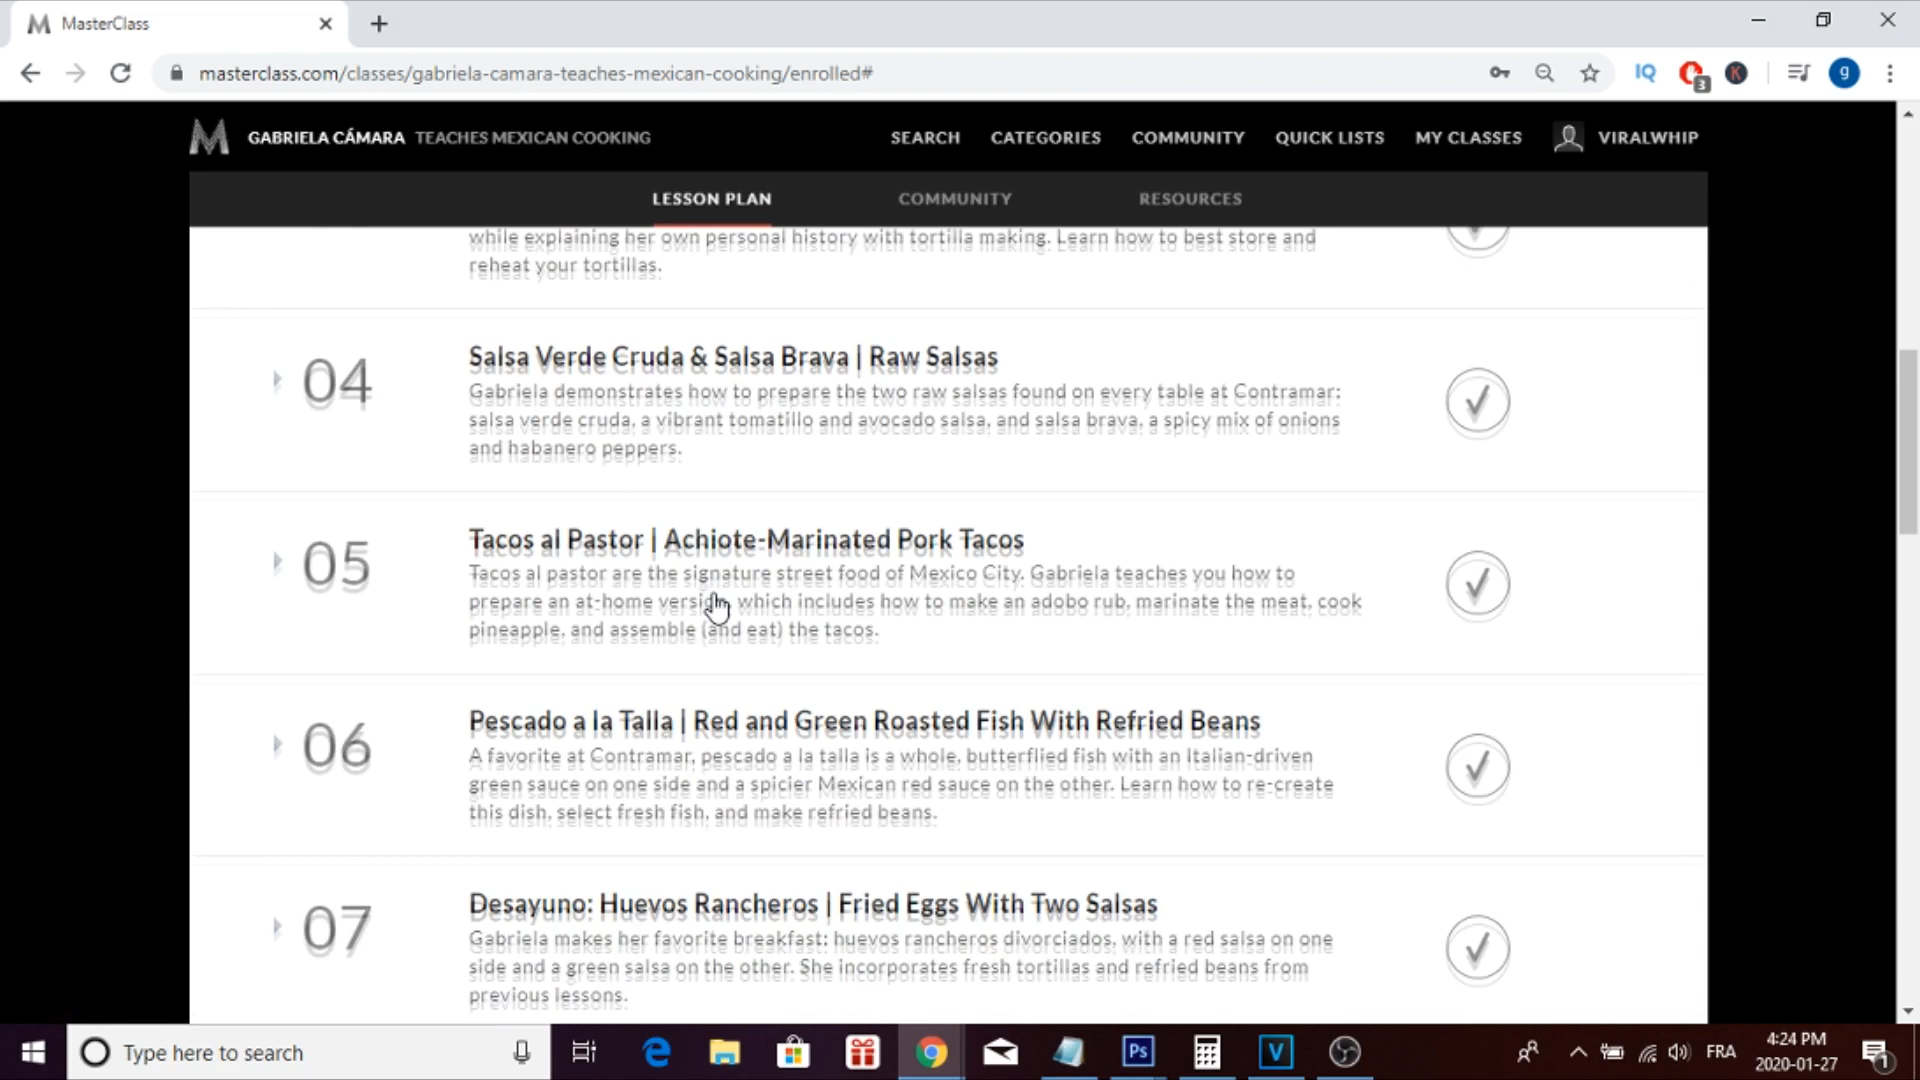 MasterClass
masterclass.com/classes/gabriela-camara-teaches-mexican-cooking/enrolled#
IQ
3
K
g
M
GABRIELA CÁMARA TEACHES MEXICAN COOKING
SEARCH
CATEGORIES
COMMUNITY
QUICK LISTS
MY CLASSES
VIRALWHIP
LESSON PLAN
COMMUNITY
RESOURCES
while explaining her own personal history with tortilla making. Learn how to best store and
reheat your tortillas.
04
Salsa Verde Cruda & Salsa Brava | Raw Salsas
Gabriela demonstrates how to prepare the two raw salsas found on every table at Contramar:
salsa verde cruda, a vibrant tomatillo and avocado salsa, and salsa brava, a spicy mix of onions
and habanero peppers.
05
Tacos al Pastor | Achiote-Marinated Pork Tacos
Tacos al pastor are the signature street food of Mexico City. Gabriela teaches you how to
prepare an at-home version, which includes how to make an adobo rub, marinate the meat, cook
pineapple, and assemble (and eat) the tacos.
06
Pescado a la Talla | Red and Green Roasted Fish With Refried Beans
A favorite at Contramar, pescado a la talla is a whole, butterflied fish with an Italian-driven
green sauce on one side and a spicier Mexican red sauce on the other. Learn how to re-create
this dish, select fresh fish, and make refried beans.
07
Desayuno: Huevos Rancheros | Fried Eggs With Two Salsas
Gabriela makes her favorite breakfast: huevos rancheros divorciados, with a red salsa on one
side and a green salsa on the other. She incorporates fresh tortillas and refried beans from
previous lessons.
Type here to search
Ps
V
FRA
4:24 PM
2020-01-27
1